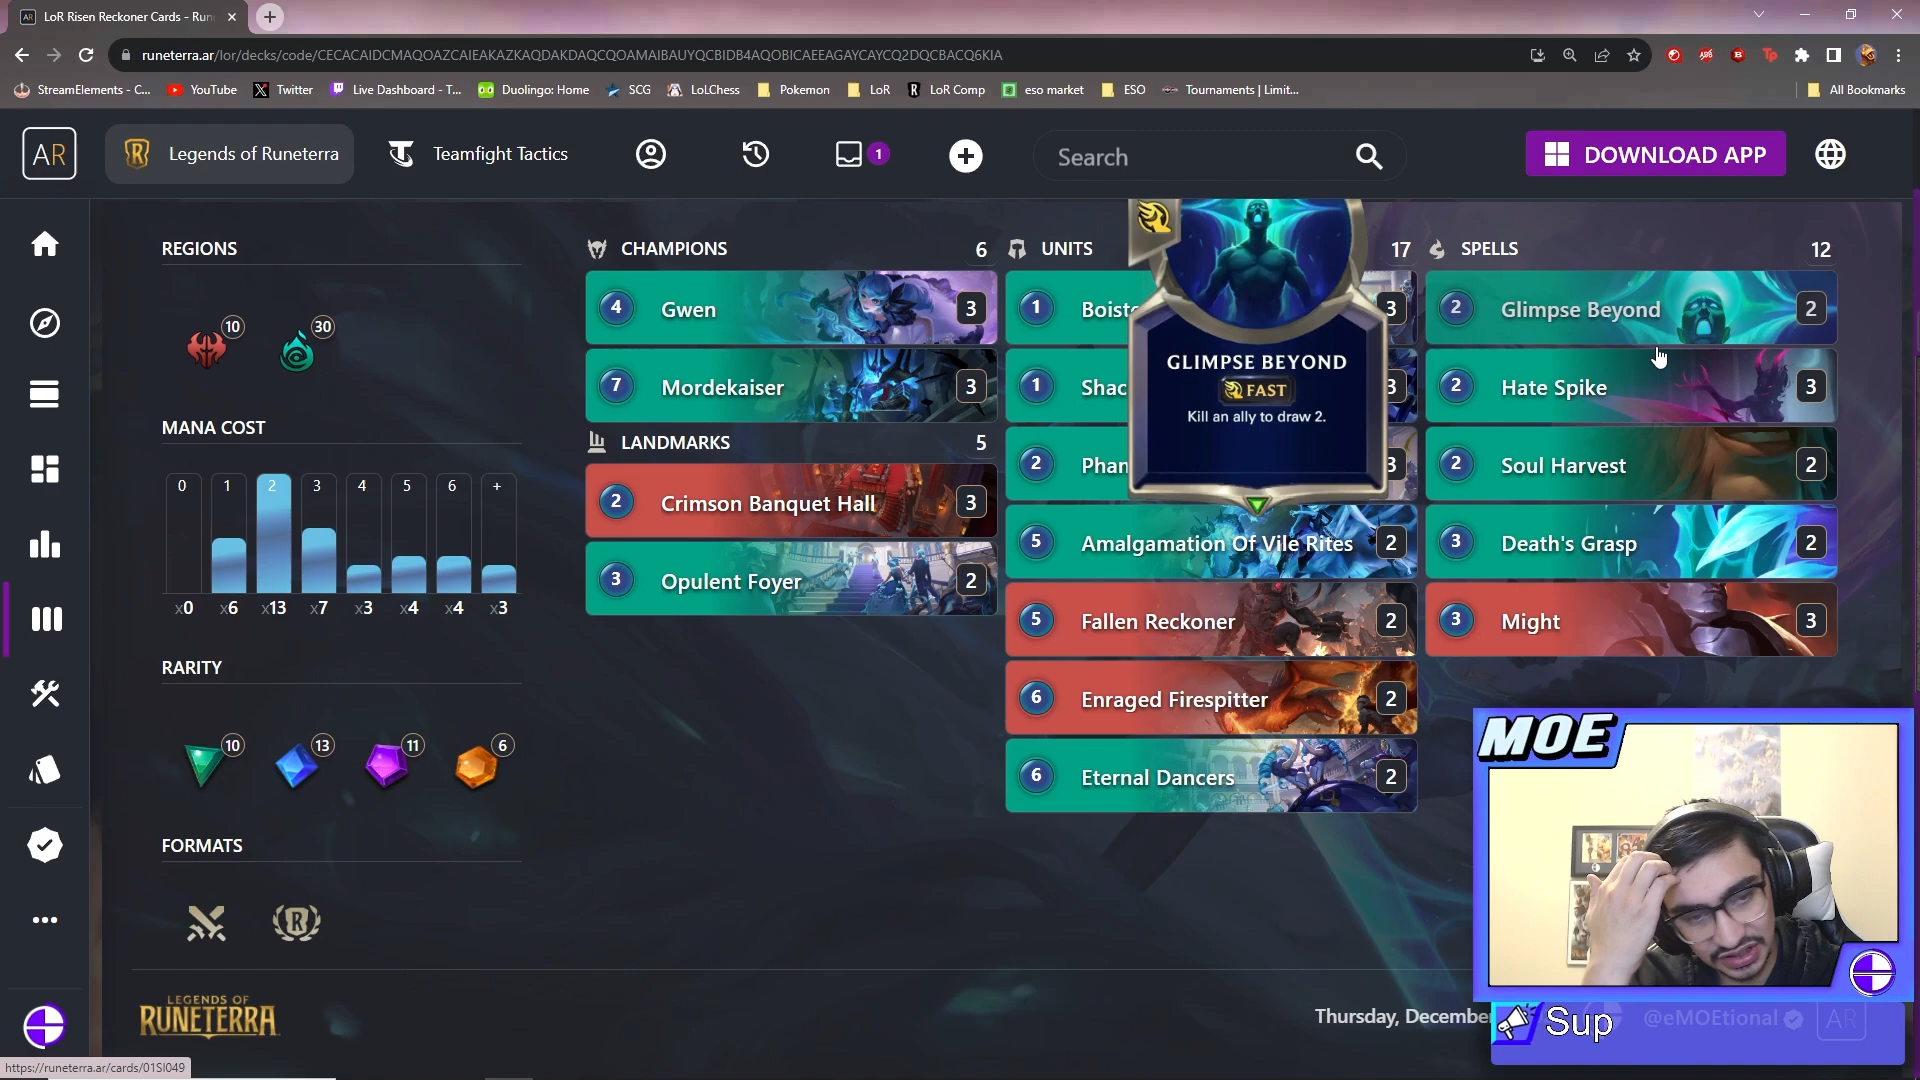 LoR Risen Reckoner Cards - Run
runeterra.ar/lor/decks/code/CECACAIDCMAQOAZCAIEAKAZKAQDAKDAQCQOAMAIBAUYQCBIDB4AQOBICAEEAGAYCAYCQ2DQCBACQ6KIA
StreamElements - C...
YouTube
Twitter
Live Dashboard - T...
Duolingo: Home
SCG
LoLChess
Pokemon
LoR
LoR Comp
eso market
ESO
Tournaments | Limit...
All Bookmarks
AR
Legends of Runeterra
Teamfight Tactics
1
Search
DOWNLOAD APP
REGIONS
10
30
MANA COST
0 1 2 3 4 5 6 +
x0 x6 x13 x7 x3 x4 x4 x3
RARITY
10
13
11
6
FORMATS
CHAMPIONS 6
4 Gwen 3
7 Mordekaiser 3
LANDMARKS 5
2 Crimson Banquet Hall 3
3 Opulent Foyer 2
UNITS 17
1 Boist 3
1 Shac 3
2 Phan 3
5 Amalgamation Of Vile Rites 2
5 Fallen Reckoner 2
6 Enraged Firespitter 2
6 Eternal Dancers 2
GLIMPSE BEYOND
FAST
Kill an ally to draw 2.
SPELLS 12
2 Glimpse Beyond 2
2 Hate Spike 3
2 Soul Harvest 2
3 Death's Grasp 2
3 Might 3
MOE
LEGENDS OF
RUNETERRA
Thursday, December
Sup
@eMOEtional
AR
https://runeterra.ar/cards/01SI049